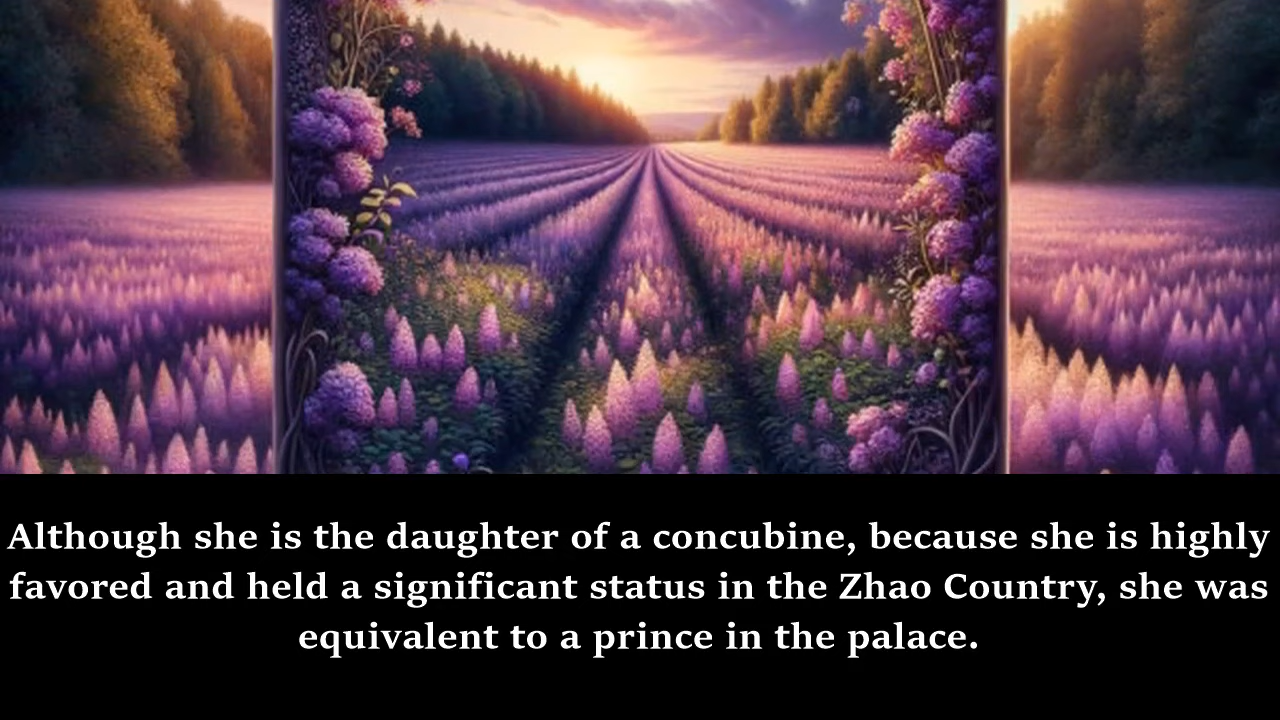 Although she is the daughter of a concubine, because she is highly
favored and held a significant status in the Zhao Country, she was
equivalent to a prince in the palace.